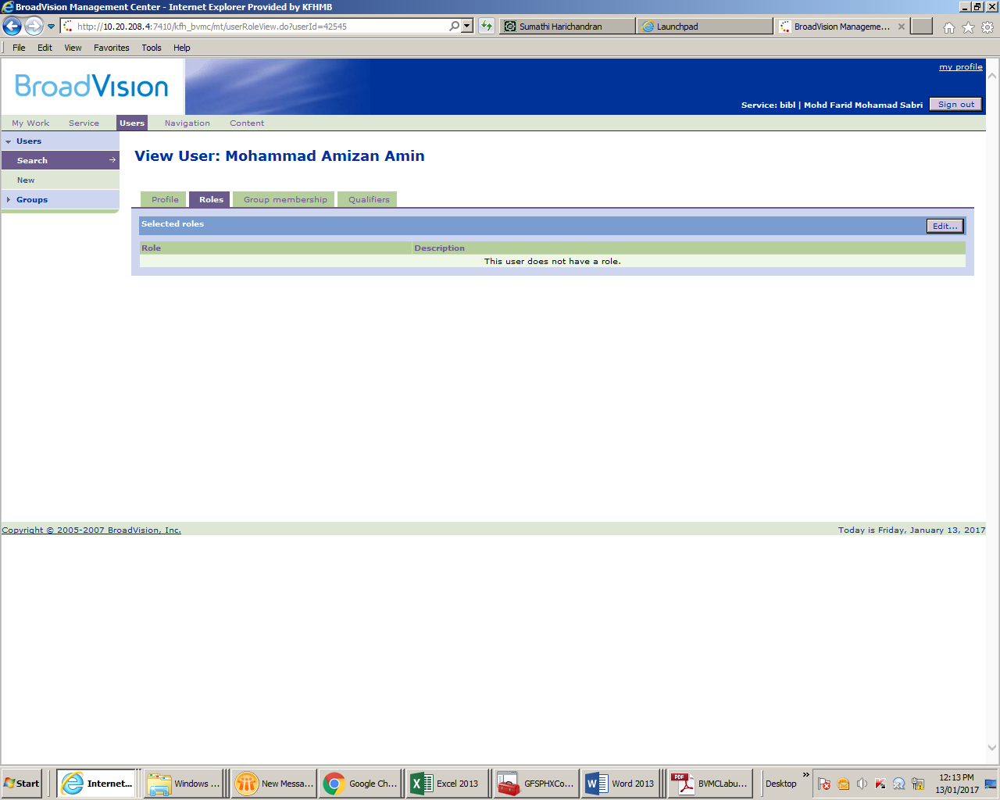 BroadVision Management Center - Internet Explorer Provided by KFHMB
http://10.20.208.4:7410/kfh_bvmc/mt/userRoleView.do?userId=42545
Sumathi Harichandran
Launchpad
BroadVision Manageme...
File Edit View Favorites Tools Help
BroadVision
my profile
Service: bibl | Mohd Farid Mohamad Sabri
Sign out
My Work Service Users Navigation Content
Users
Search
New
Groups
View User: Mohammad Amizan Amin
Profile Roles Group membership Qualifiers
Selected roles
Edit...
Role Description
This user does not have a role.
Copyright © 2005-2007 BroadVision, Inc.
Today is Friday, January 13, 2017
Start
Internet...
Windows ...
New Messa...
Google Ch...
Excel 2013
GFSPHXCo...
Word 2013
PDF
BVMCLabu...
Desktop
12:13 PM
13/01/2017